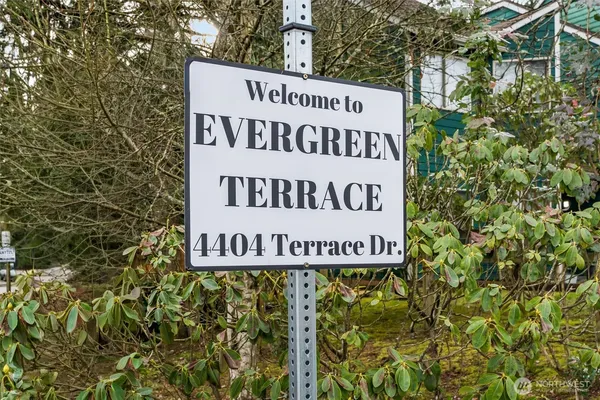 Welcome to
EVERGREEN
TERRACE
4404 Terrace Dr.
NORTHWEST